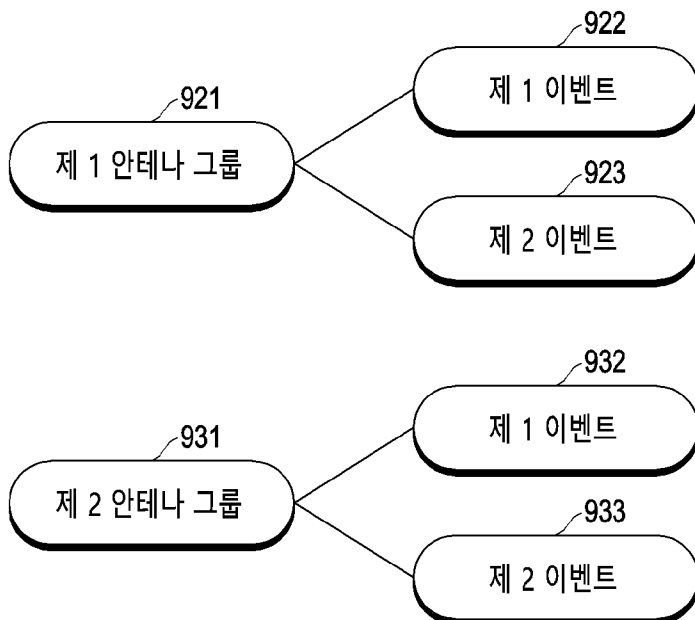 922
제 1 이벤트
921
제 1 안테나 그룹
923
제 2 이벤트
932
제 1 이벤트
931
제 2 안테나 그룹
933
제 2 이벤트